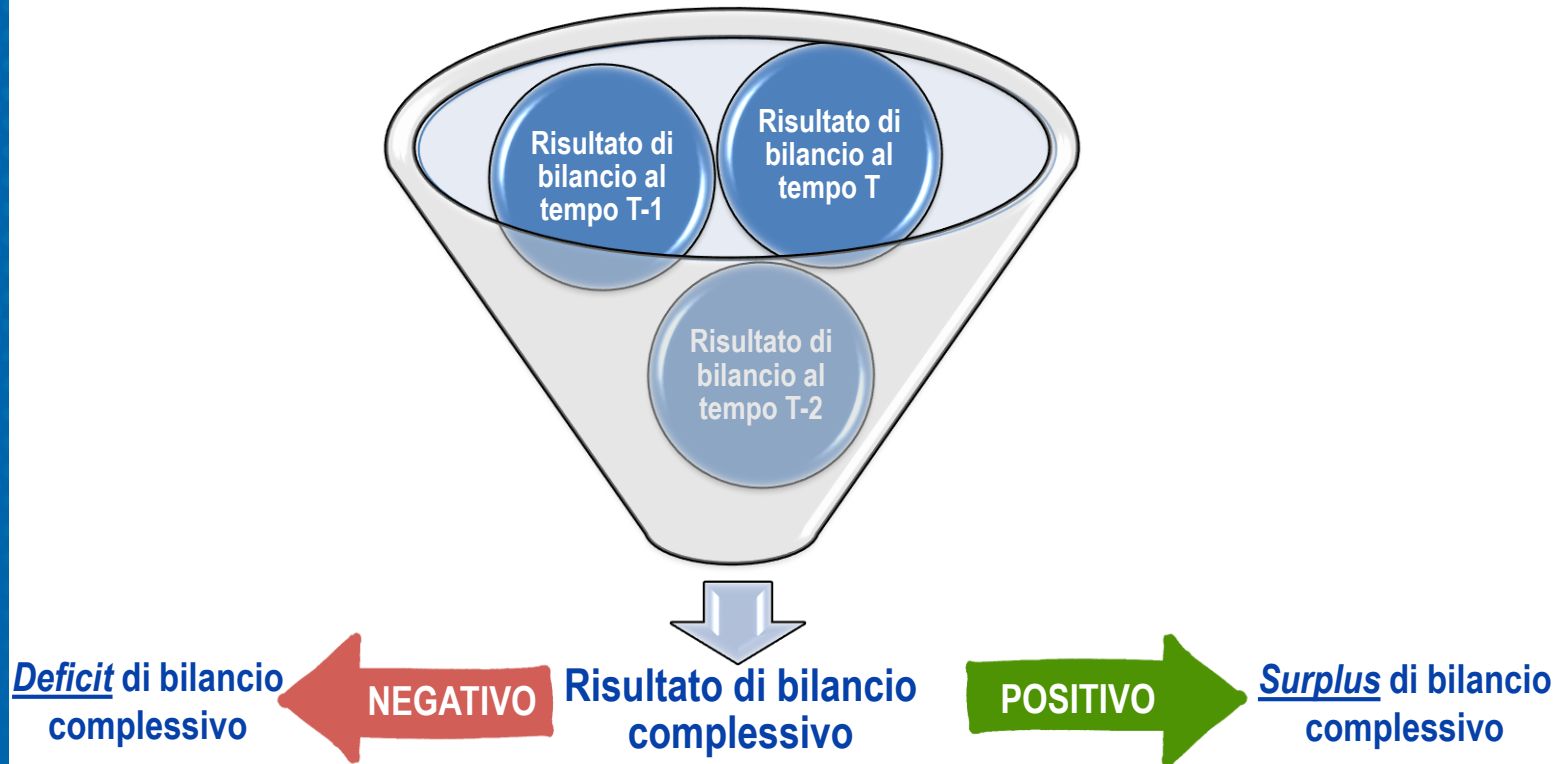 Risultato di
bilancio al
tempo T-1
Risultato di
bilancio al
tempo T
Risultato di
bilancio al
tempo T-2
Deficit di bilancio
complessivo
NEGATIVO
Risultato di bilancio
complessivo
POSITIVO
Surplus di bilancio
complessivo